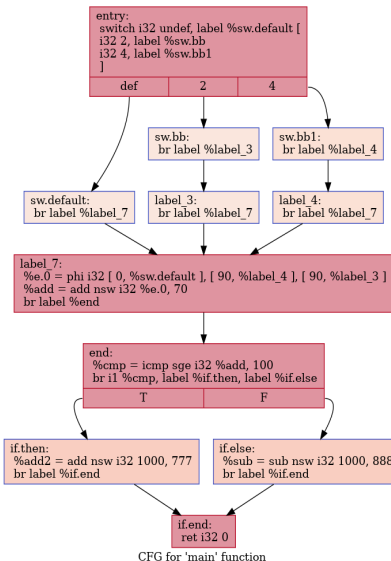 entry:
switch i32 undef, label %sw.default [
i32 2, label %sw.bb
i32 4, label %sw.bb1
]
def 2 4
sw.bb:
br label %label_3
sw.bb1:
br label %label_4
sw.default:
br label %label_7
label_3:
br label %label_7
label_4:
br label %label_7
label_7:
%e.0 = phi i32 [ 0, %sw.default ], [ 90, %label_4 ], [ 90, %label_3 ]
%add = add nsw i32 %e.0, 70
br label %end
end:
%cmp = icmp sge i32 %add, 100
br i1 %cmp, label %if.then, label %if.else
T F
if.then:
%add2 = add nsw i32 1000, 777
br label %if.end
if.else:
%sub = sub nsw i32 1000, 888
br label %if.end
if.end:
ret i32 0
CFG for 'main' function